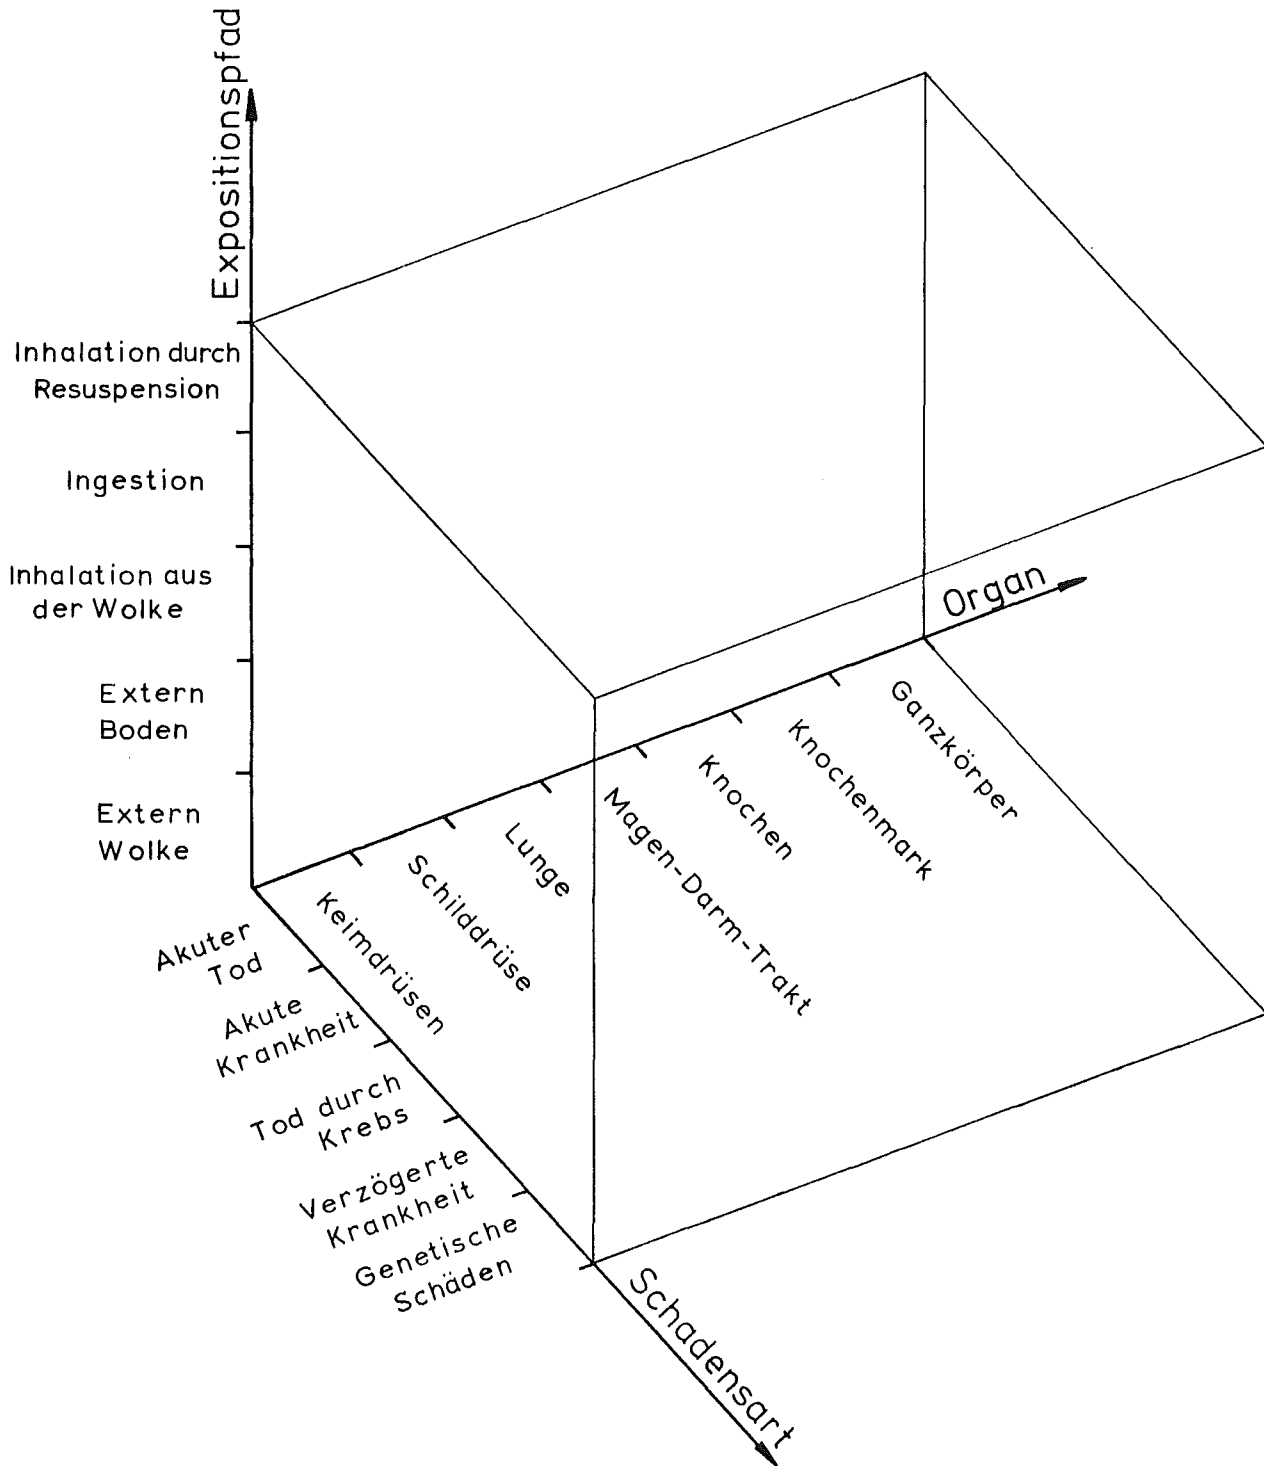 Expositionspfad
Inhalation durch
Resuspension
Ingestion
Inhalation aus
der Wolke
Extern
Boden
Extern
Wolke
Organ
Keimdrüsen
Schilddrüse
Lunge
Magen-Darm-Trakt
Knochen
Knochenmark
Ganzkörper
Akuter
Tod
Akute
Krankheit
Tod durch
Krebs
Verzögerte
Krankheit
Genetische
Schäden
Schadensart